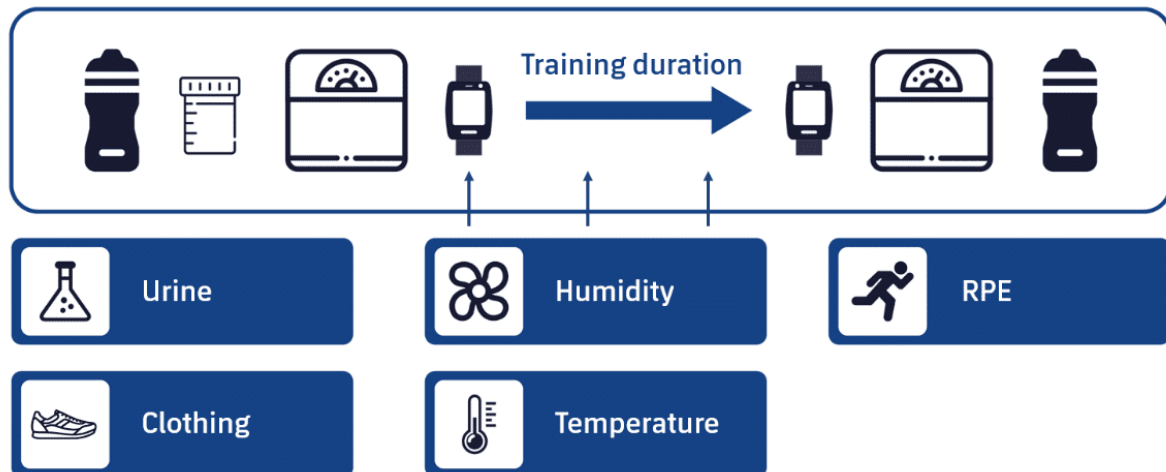 Training duration
Urine
Humidity
RPE
Clothing
Temperature